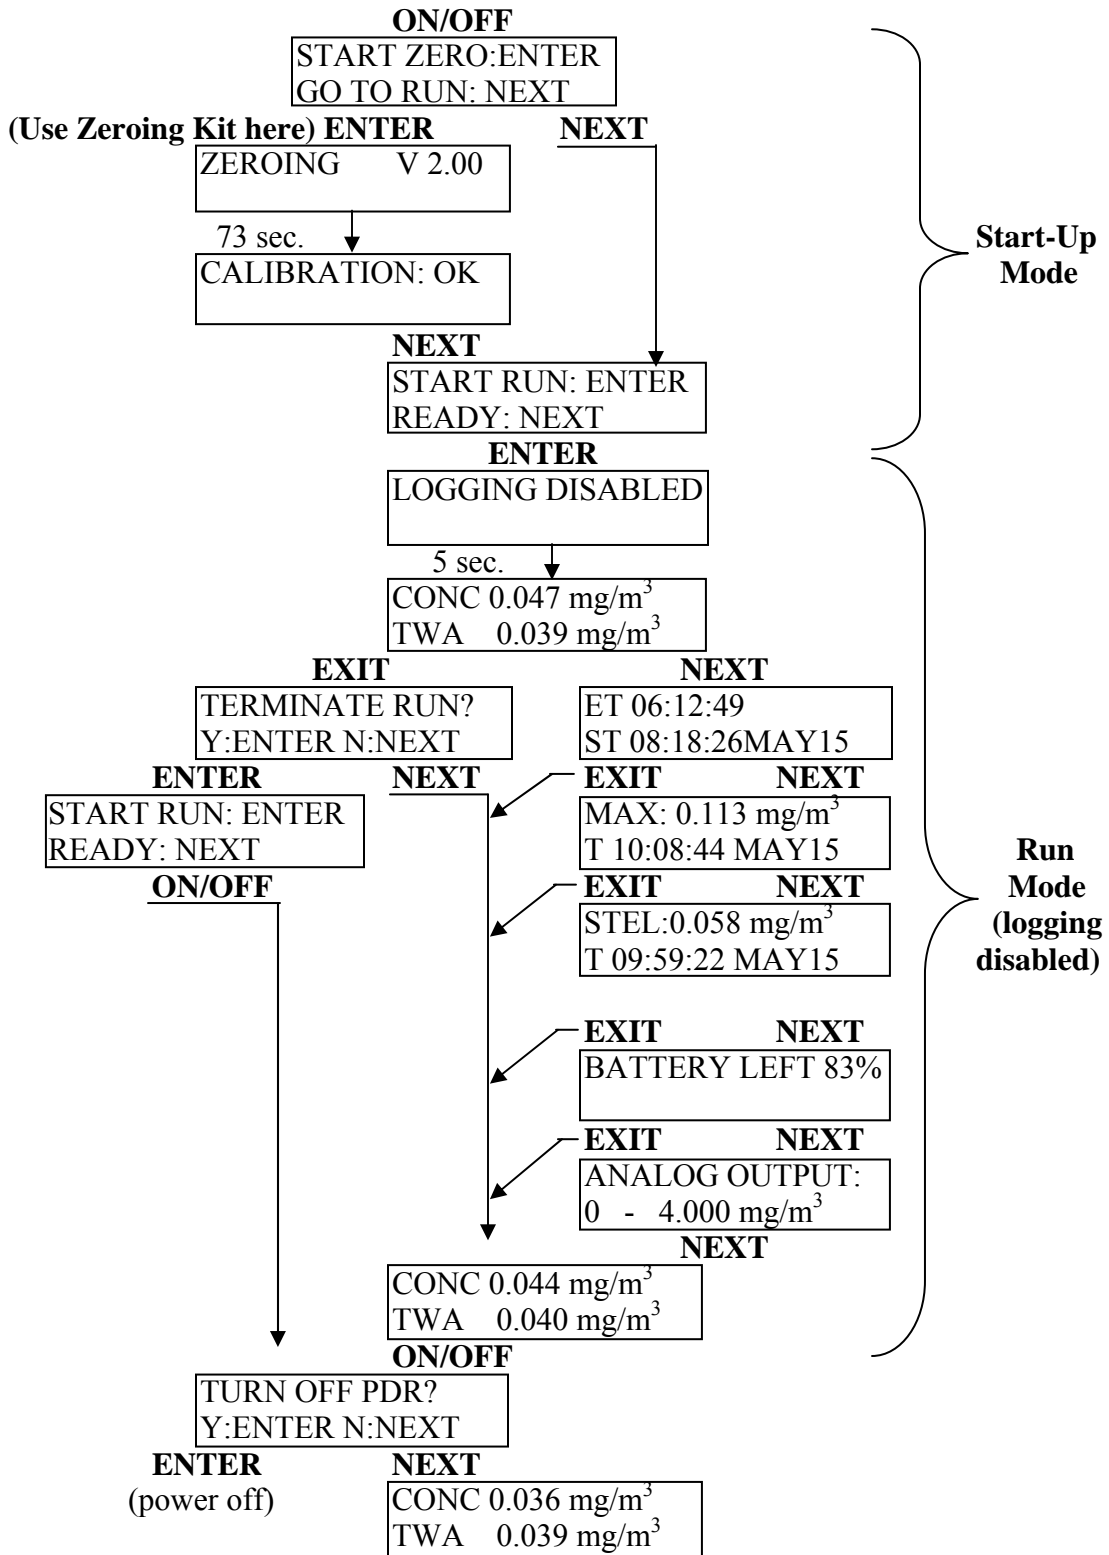 ON/OFF
START ZERO:ENTER
GO TO RUN: NEXT
(Use Zeroing Kit here) ENTER
NEXT
ZEROING V 2.00
73 sec.
CALIBRATION: OK
Start-Up
Mode
NEXT
START RUN: ENTER
READY: NEXT
ENTER
LOGGING DISABLED
5 sec.
CONC 0.047 mg/m³
TWA 0.039 mg/m³
EXIT
NEXT
TERMINATE RUN?
Y:ENTER N:NEXT
ET 06:12:49
ST 08:18:26MAY15
ENTER
NEXT
EXIT
NEXT
START RUN: ENTER
READY: NEXT
MAX: 0.113 mg/m³
T 10:08:44 MAY15
ON/OFF
EXIT
NEXT
STEL:0.058 mg/m³
T 09:59:22 MAY15
Run
Mode
(logging
disabled)
EXIT
NEXT
BATTERY LEFT 83%
EXIT
NEXT
ANALOG OUTPUT:
0 - 4.000 mg/m³
NEXT
CONC 0.044 mg/m³
TWA 0.040 mg/m³
ON/OFF
TURN OFF PDR?
Y:ENTER N:NEXT
ENTER
(power off)
NEXT
CONC 0.036 mg/m³
TWA 0.039 mg/m³